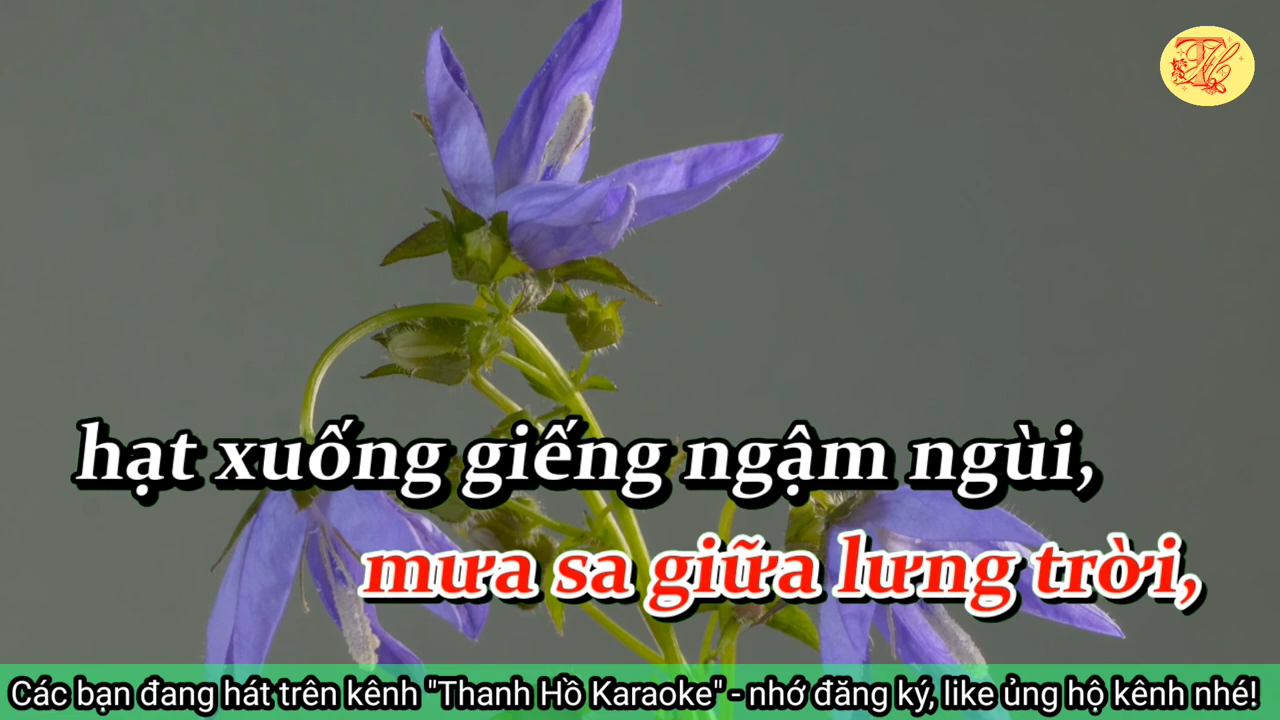 hạt xuống giếng ngậm ngùi,
mưa sa giữa lưng trời,
Các bạn đang hát trên kênh "Thanh Hồ Karaoke" - nhớ đăng ký, like ủng hộ kênh nhé!